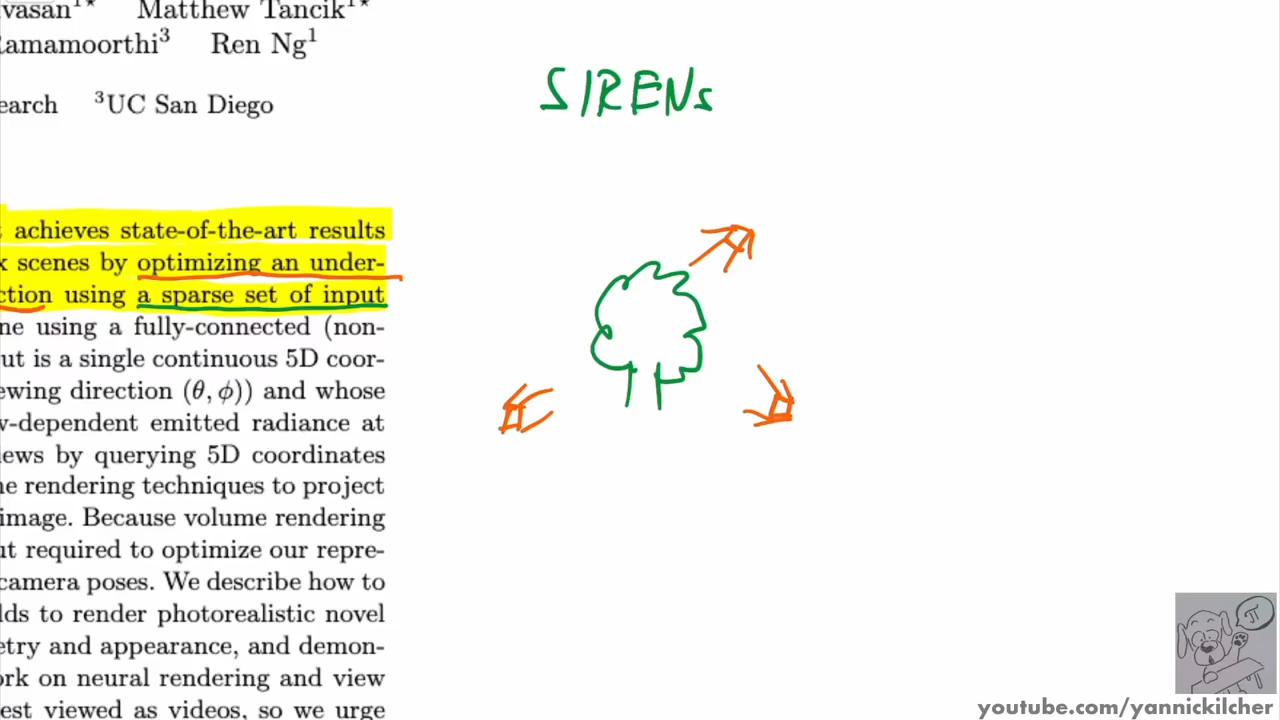 vasan¹* Matthew Tancik¹*
amamoorthi³ Ren Ng¹
earch ³UC San Diego
SIRENs
achieves state-of-the-art results
x scenes by optimizing an under-
ction using a sparse set of input
ne using a fully-connected (non-
ut is a single continuous 5D coor-
ewing direction (θ, ϕ)) and whose
w-dependent emitted radiance at
iews by querying 5D coordinates
ne rendering techniques to project
image. Because volume rendering
ut required to optimize our repre-
camera poses. We describe how to
lds to render photorealistic novel
etry and appearance, and demon-
ork on neural rendering and view
est viewed as videos, so we urge
π
youtube.com/yannickilcher